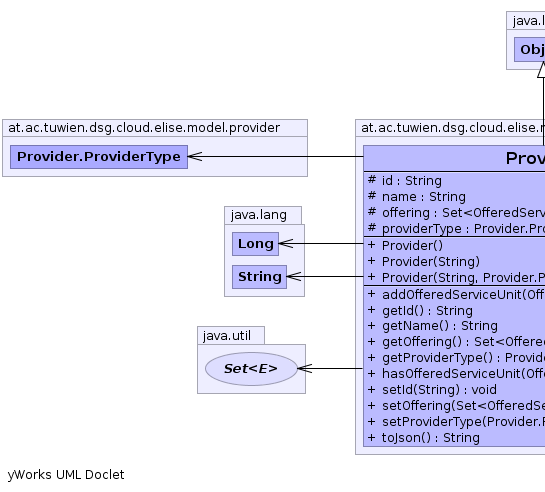 java.l
Obj
at.ac.tuwien.dsg.cloud.elise.model.provider
Provider.ProviderType
at.ac.tuwien.dsg.cloud.elise.m
Prov
# id : String
# name : String
# offering : Set<OfferedServ
# providerType : Provider.Pro
java.lang
Long
String
+ Provider()
+ Provider(String)
+ Provider(String, Provider.P
+ addOfferedServiceUnit(Off
+ getId() : String
+ getName() : String
+ getOffering() : Set<Offered
+ getProviderType() : Provide
+ hasOfferedServiceUnit(Offe
+ setId(String) : void
+ setOffering(Set<OfferedSe
+ setProviderType(Provider.P
+ toJson() : String
java.util
Set<E>
yWorks UML Doclet